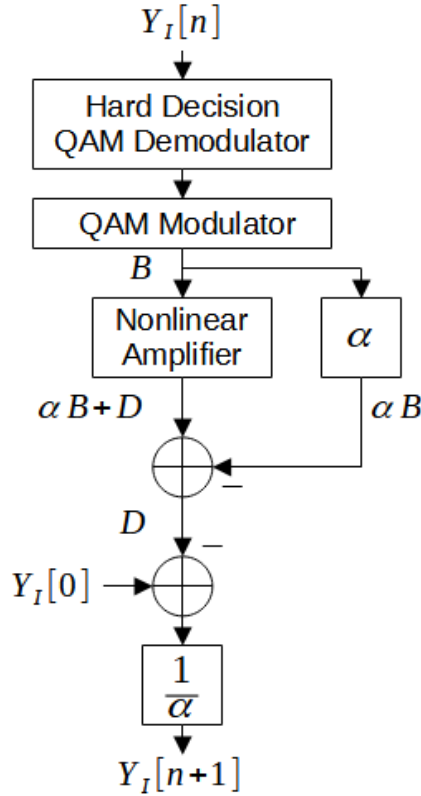 Y_I[n]
Hard Decision
QAM Demodulator
QAM Modulator
B
Nonlinear
Amplifier
α
αB+D
αB
−
D
−
Y_I[0]
1
α
Y_I[n+1]